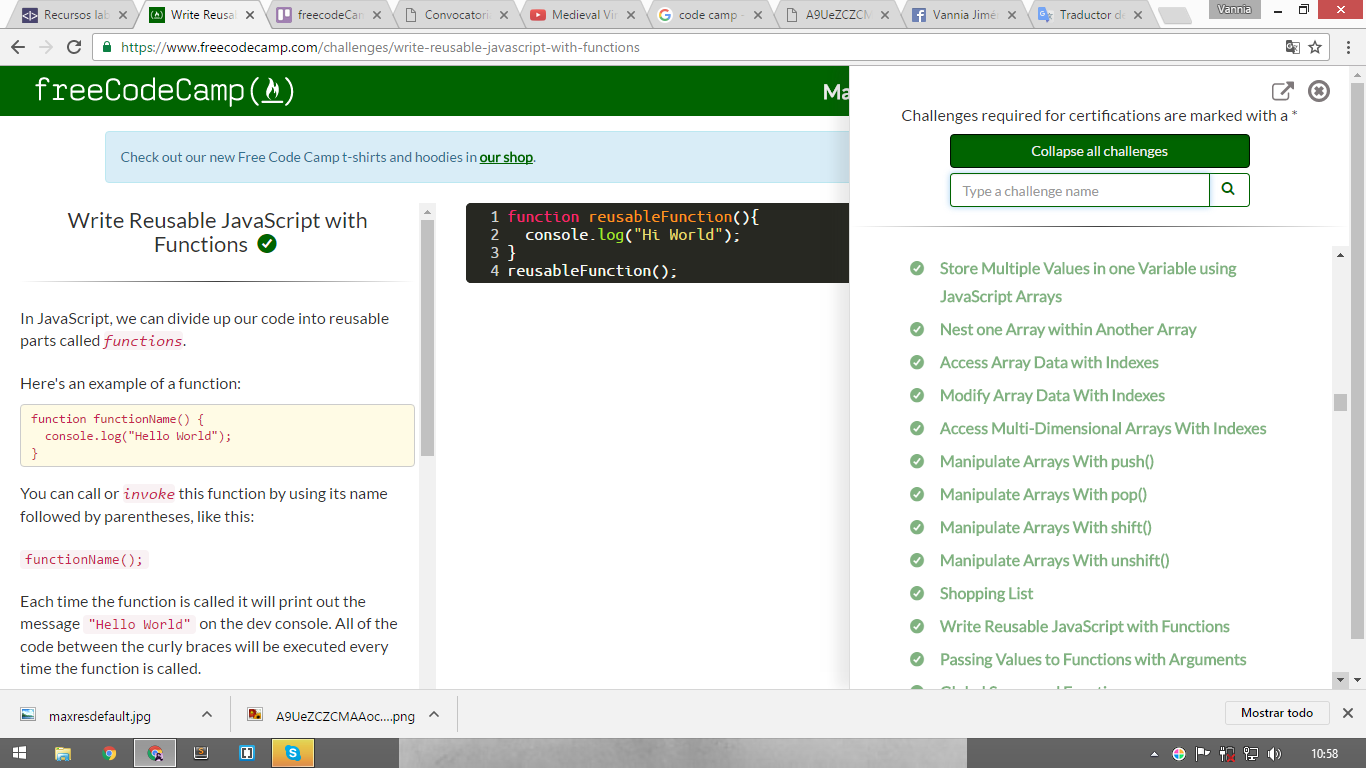 Recursos lab
Write Reusal
freecodeCar
Convocatori
Medieval Vi
code camp -
A9UeZCZCM
Vannia Jimé
Traductor d
Vannia
https://www.freecodecamp.com/challenges/write-reusable-javascript-with-functions
freeCodeCamp
Ma
Check out our new Free Code Camp t-shirts and hoodies in our shop.
Write Reusable JavaScript with
Functions
In JavaScript, we can divide up our code into reusable
parts called functions.
Here's an example of a function:
function functionName() {
  console.log("Hello World");
}
You can call or invoke this function by using its name
followed by parentheses, like this:
functionName();
Each time the function is called it will print out the
message "Hello World" on the dev console. All of the
code between the curly braces will be executed every
time the function is called.
1 function reusableFunction(){
2   console.log("Hi World");
3 }
4 reusableFunction();
Challenges required for certifications are marked with a *
Collapse all challenges
Type a challenge name
Store Multiple Values in one Variable using
JavaScript Arrays
Nest one Array within Another Array
Access Array Data with Indexes
Modify Array Data With Indexes
Access Multi-Dimensional Arrays With Indexes
Manipulate Arrays With push()
Manipulate Arrays With pop()
Manipulate Arrays With shift()
Manipulate Arrays With unshift()
Shopping List
Write Reusable JavaScript with Functions
Passing Values to Functions with Arguments
maxresdefault.jpg
A9UeZCZCMAAoc....png
Mostrar todo
10:58